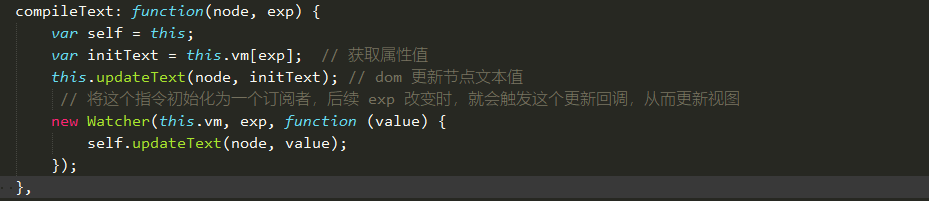 compileText: function(node, exp) {
    var self = this;
    var initText = this.vm[exp];  // 获取属性值
    this.updateText(node, initText); // dom 更新节点文本值
     // 将这个指令初始化为一个订阅者，后续 exp 改变时，就会触发这个更新回调，从而更新视图
    new Watcher(this.vm, exp, function (value) {
        self.updateText(node, value);
    });
},